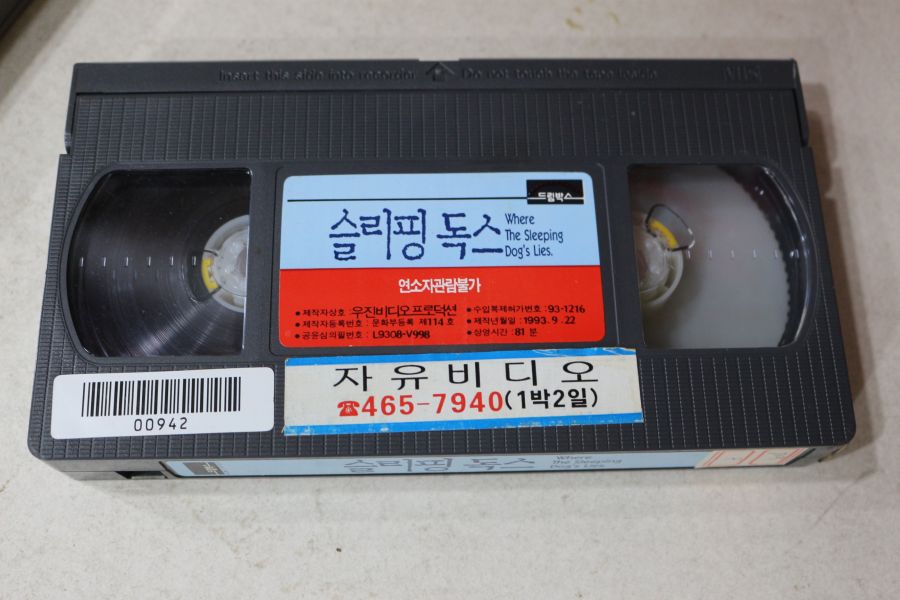 Insert this side into recorder Do not touch the tape inside VHS
드림박스
슬리핑 독스 Where The Sleeping Dog's Lies.
연소자관람불가
● 제작자상호 : 우진비디오프로덕션 ● 수입복제허가번호 : 93-1216
● 제작자등록번호 : 문화부등록 제114호 ● 제작년월일 : 1993. 9. 22
● 공윤심의필번호 : L9308-V998 ● 상영시간 : 81 분
자유비디오
☎465-7940(1박2일)
00942
슬리핑 독스 Where The Sleeping Dog's Lies.